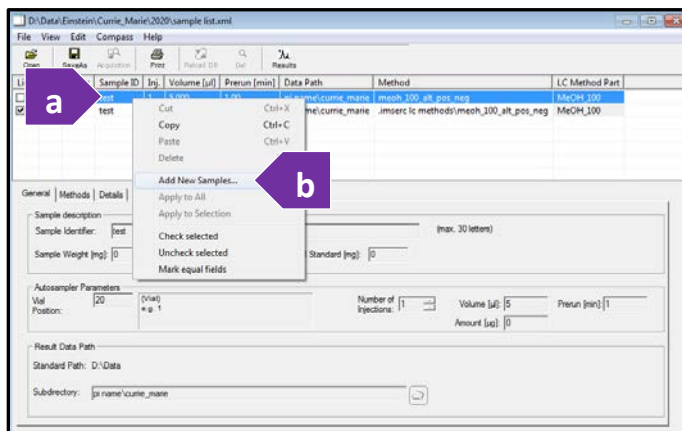 D:\Data\Einstein\Currie_Marie\2020\sample list.xml
File View Edit Compass Help
Open SaveAs Acquisition Print Reload DB Del Results
Sample ID Inj. Volume [µl] Prerun [min] Data Path Method LC Method Part
test 1 5.000 1.00 pi name\currie_marie meoh_100_alt_pos_neg MeOH_100
test me\currie_marie .imserc lc methods\meoh_100_alt_pos_neg MeOH_100
a
Cut Ctrl+X
Copy Ctrl+C
Paste Ctrl+V
Delete
Add New Samples...
b
Apply to All
Apply to Selection
Check selected
Uncheck selected
Mark equal fields
General Methods Details
Sample description
Sample Identifier: test (max. 30 letters)
Sample Weight [mg]: 0 Standard [mg]: 0
Autosampler Parameters
Vial Position: 20 (Vial) e.g. 1 Number of Injections: 1 Volume [µl]: 5 Prerun [min]: 1
Amount [µg]: 0
Result Data Path
Standard Path: D:\Data
Subdirectory: pi name\currie_marie